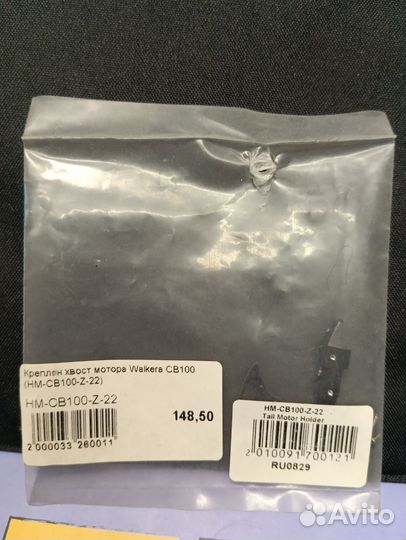 Креплен хвост мотора Walkera CB100
(HM-CB100-Z-22)
HM-CB100-Z-22
148,50
2 000033 260011
HM-CB100-Z-22
Tail Motor Holder
2 010091 700121
RU0829
Avito